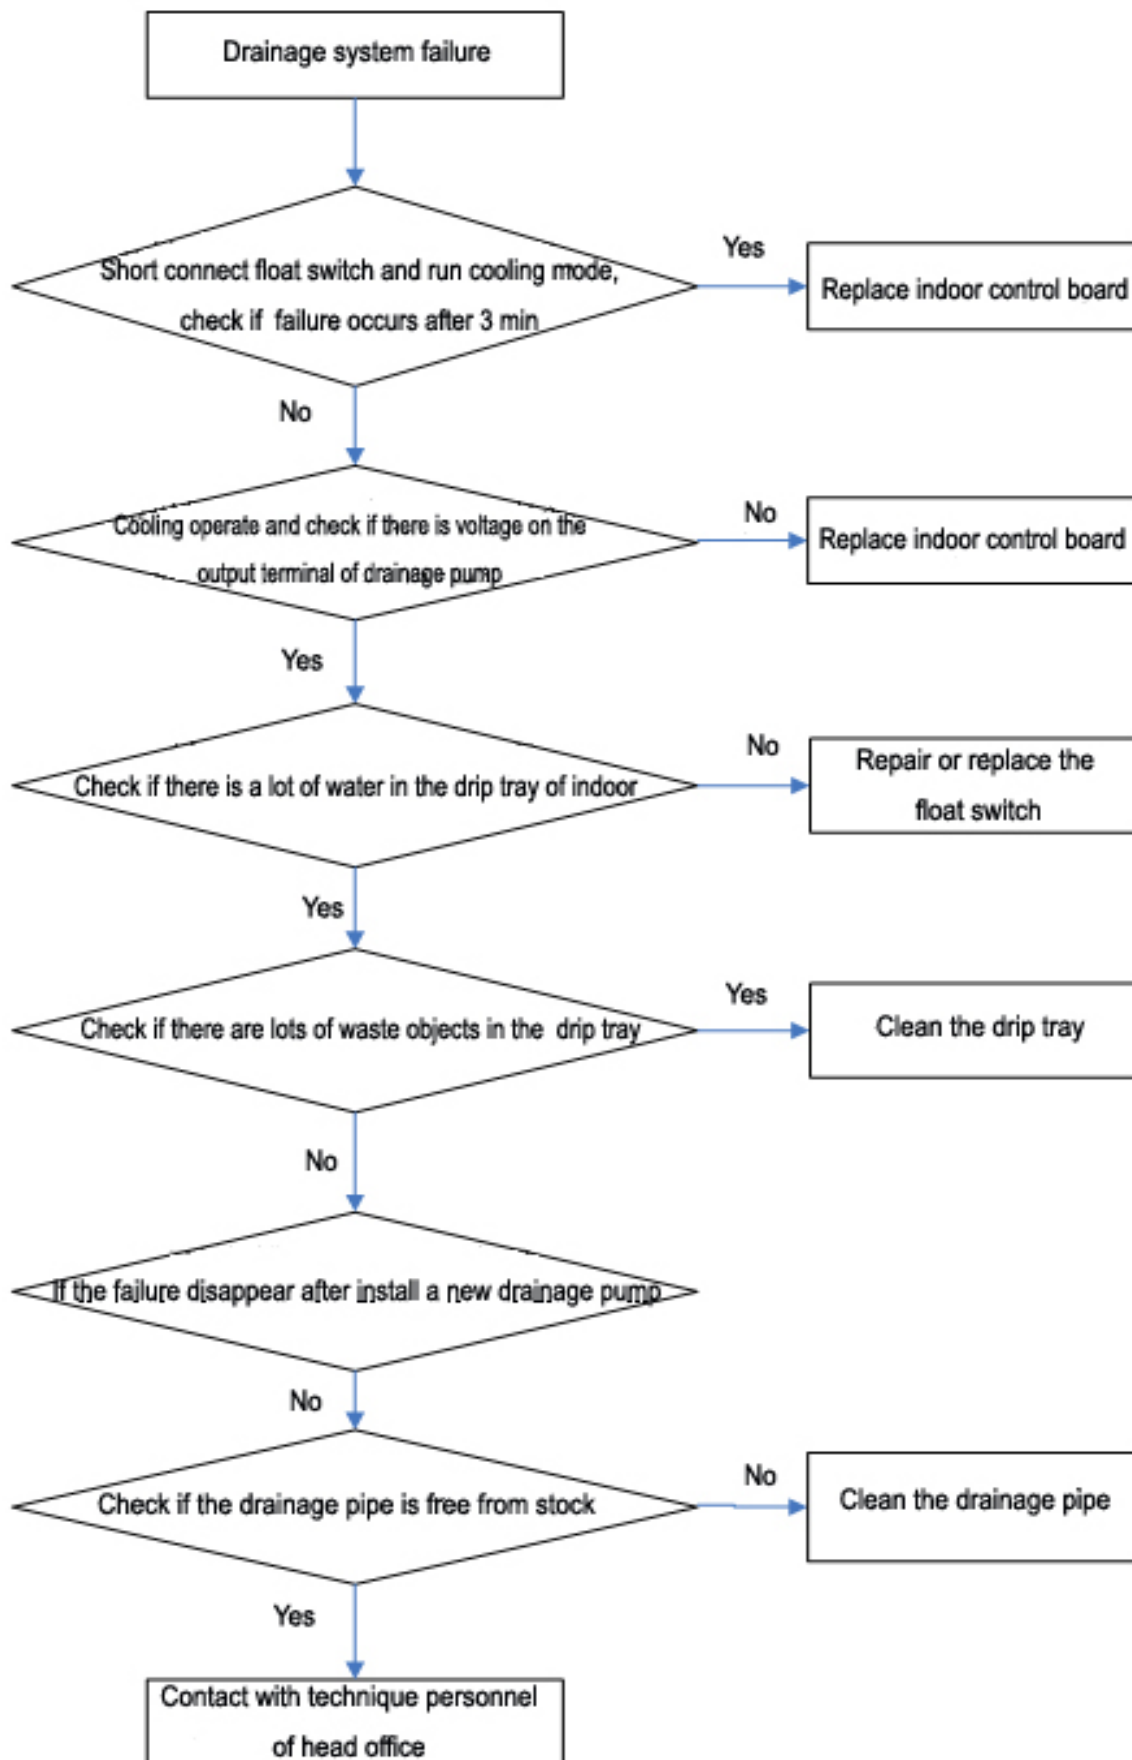 Drainage system failure
Short connect float switch and run cooling mode,
check if failure occurs after 3 min
Yes
Replace indoor control board
No
Cooling operate and check if there is voltage on the
output terminal of drainage pump
No
Replace indoor control board
Yes
Check if there is a lot of water in the drip tray of indoor
No
Repair or replace the
float switch
Yes
Check if there are lots of waste objects in the drip tray
Yes
Clean the drip tray
No
If the failure disappear after install a new drainage pump
No
Check if the drainage pipe is free from stock
No
Clean the drainage pipe
Yes
Contact with technique personnel
of head office